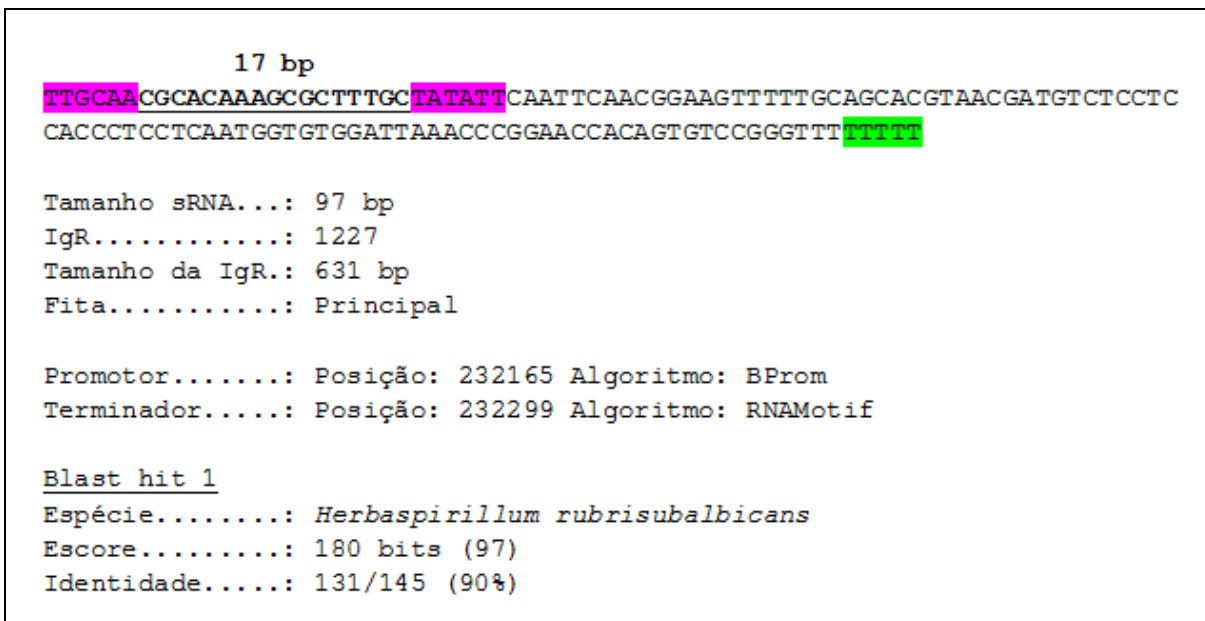 17 bp
TTGCAACGCACAAAGCGCTTTGCTATATTCAATTCAACGGAAGTTTTTGCAGCACGTAACGATGTCTCCTC
CACCCTCCTCAATGGTGTGGATTAAACCCGGAACCACAGTGTCCGGGTTTTTTTT
Tamanho sRNA...: 97 bp
IgR............: 1227
Tamanho da IgR.: 631 bp
Fita...........: Principal
Promotor.......: Posição: 232165 Algoritmo: BProm
Terminador.....: Posição: 232299 Algoritmo: RNAMotif
Blast hit 1
Espécie........: Herbaspirillum rubrisubalbicans
Escore.........: 180 bits (97)
Identidade.....: 131/145 (90%)